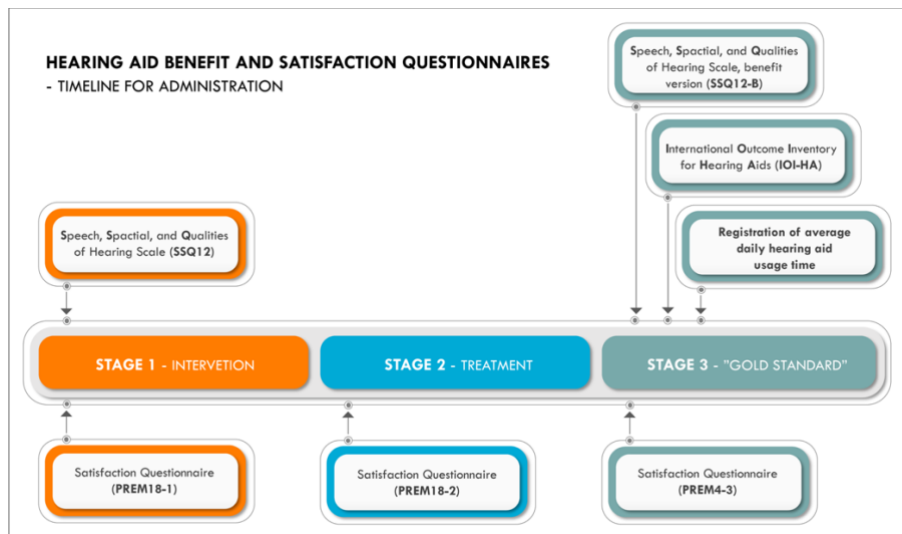 HEARING AID BENEFIT AND SATISFACTION QUESTIONNAIRES
- TIMELINE FOR ADMINISTRATION
Speech, Spactial, and Qualities
of Hearing Scale, benefit
version (SSQ12-B)
International Outcome Inventory
for Hearing Aids (IOI-HA)
Registration of average
daily hearing aid
usage time
Speech, Spactial, and Qualities
of Hearing Scale (SSQ12)
STAGE 1 - INTERVETION
STAGE 2 - TREATMENT
STAGE 3 - "GOLD STANDARD"
Satisfaction Questionnaire
(PREM18-1)
Satisfaction Questionnaire
(PREM18-2)
Satisfaction Questionnaire
(PREM4-3)